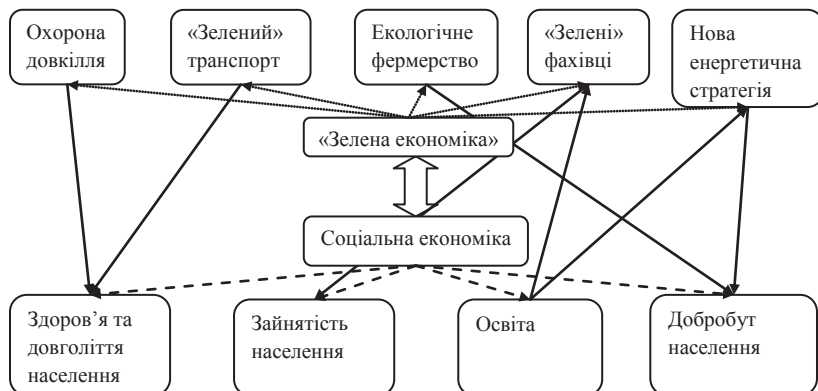 Охорона
довкілля
«Зелений»
транспорт
Екологічне
фермерство
«Зелені»
фахівці
Нова
енергетична
стратегія
«Зелена економіка»
Соціальна економіка
Здоров’я та
довголіття
населення
Зайнятість
населення
Освіта
Добробут
населення